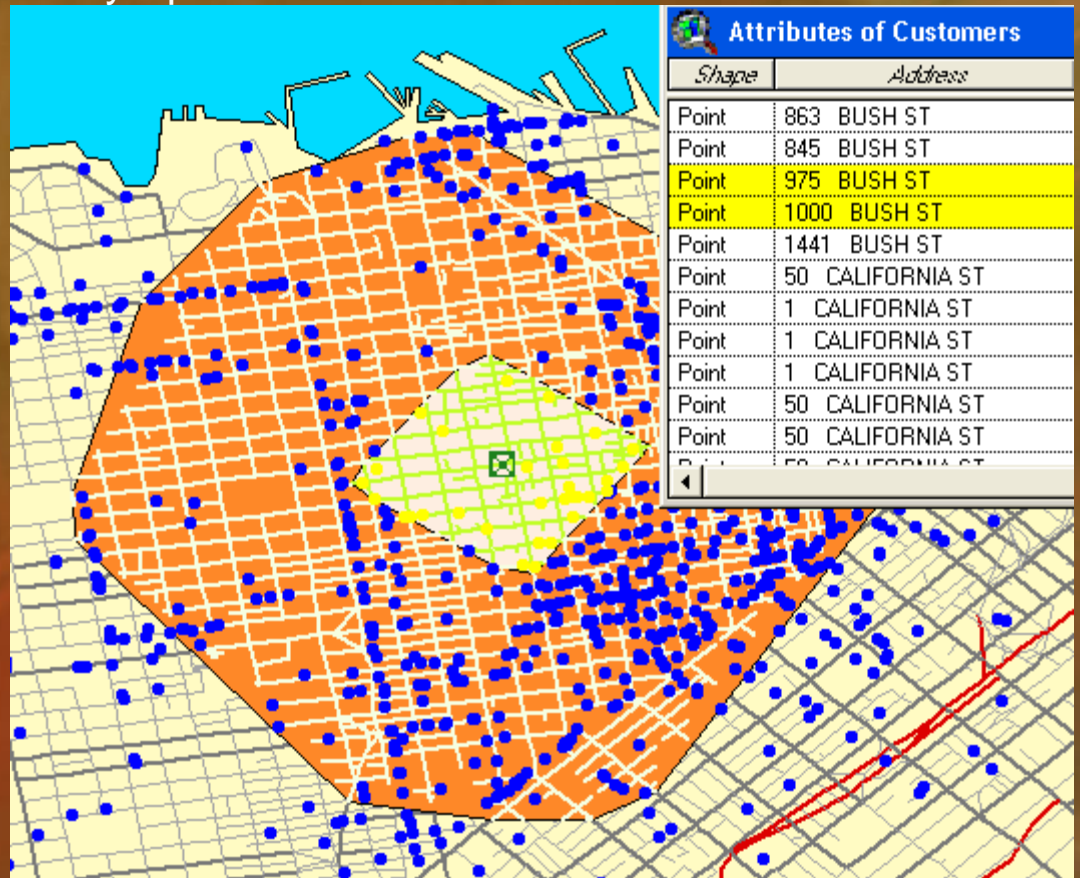 Attributes of Customers
Shape Address
Point 863 BUSH ST
Point 845 BUSH ST
Point 975 BUSH ST
Point 1000 BUSH ST
Point 1441 BUSH ST
Point 50 CALIFORNIA ST
Point 1 CALIFORNIA ST
Point 1 CALIFORNIA ST
Point 1 CALIFORNIA ST
Point 50 CALIFORNIA ST
Point 50 CALIFORNIA ST